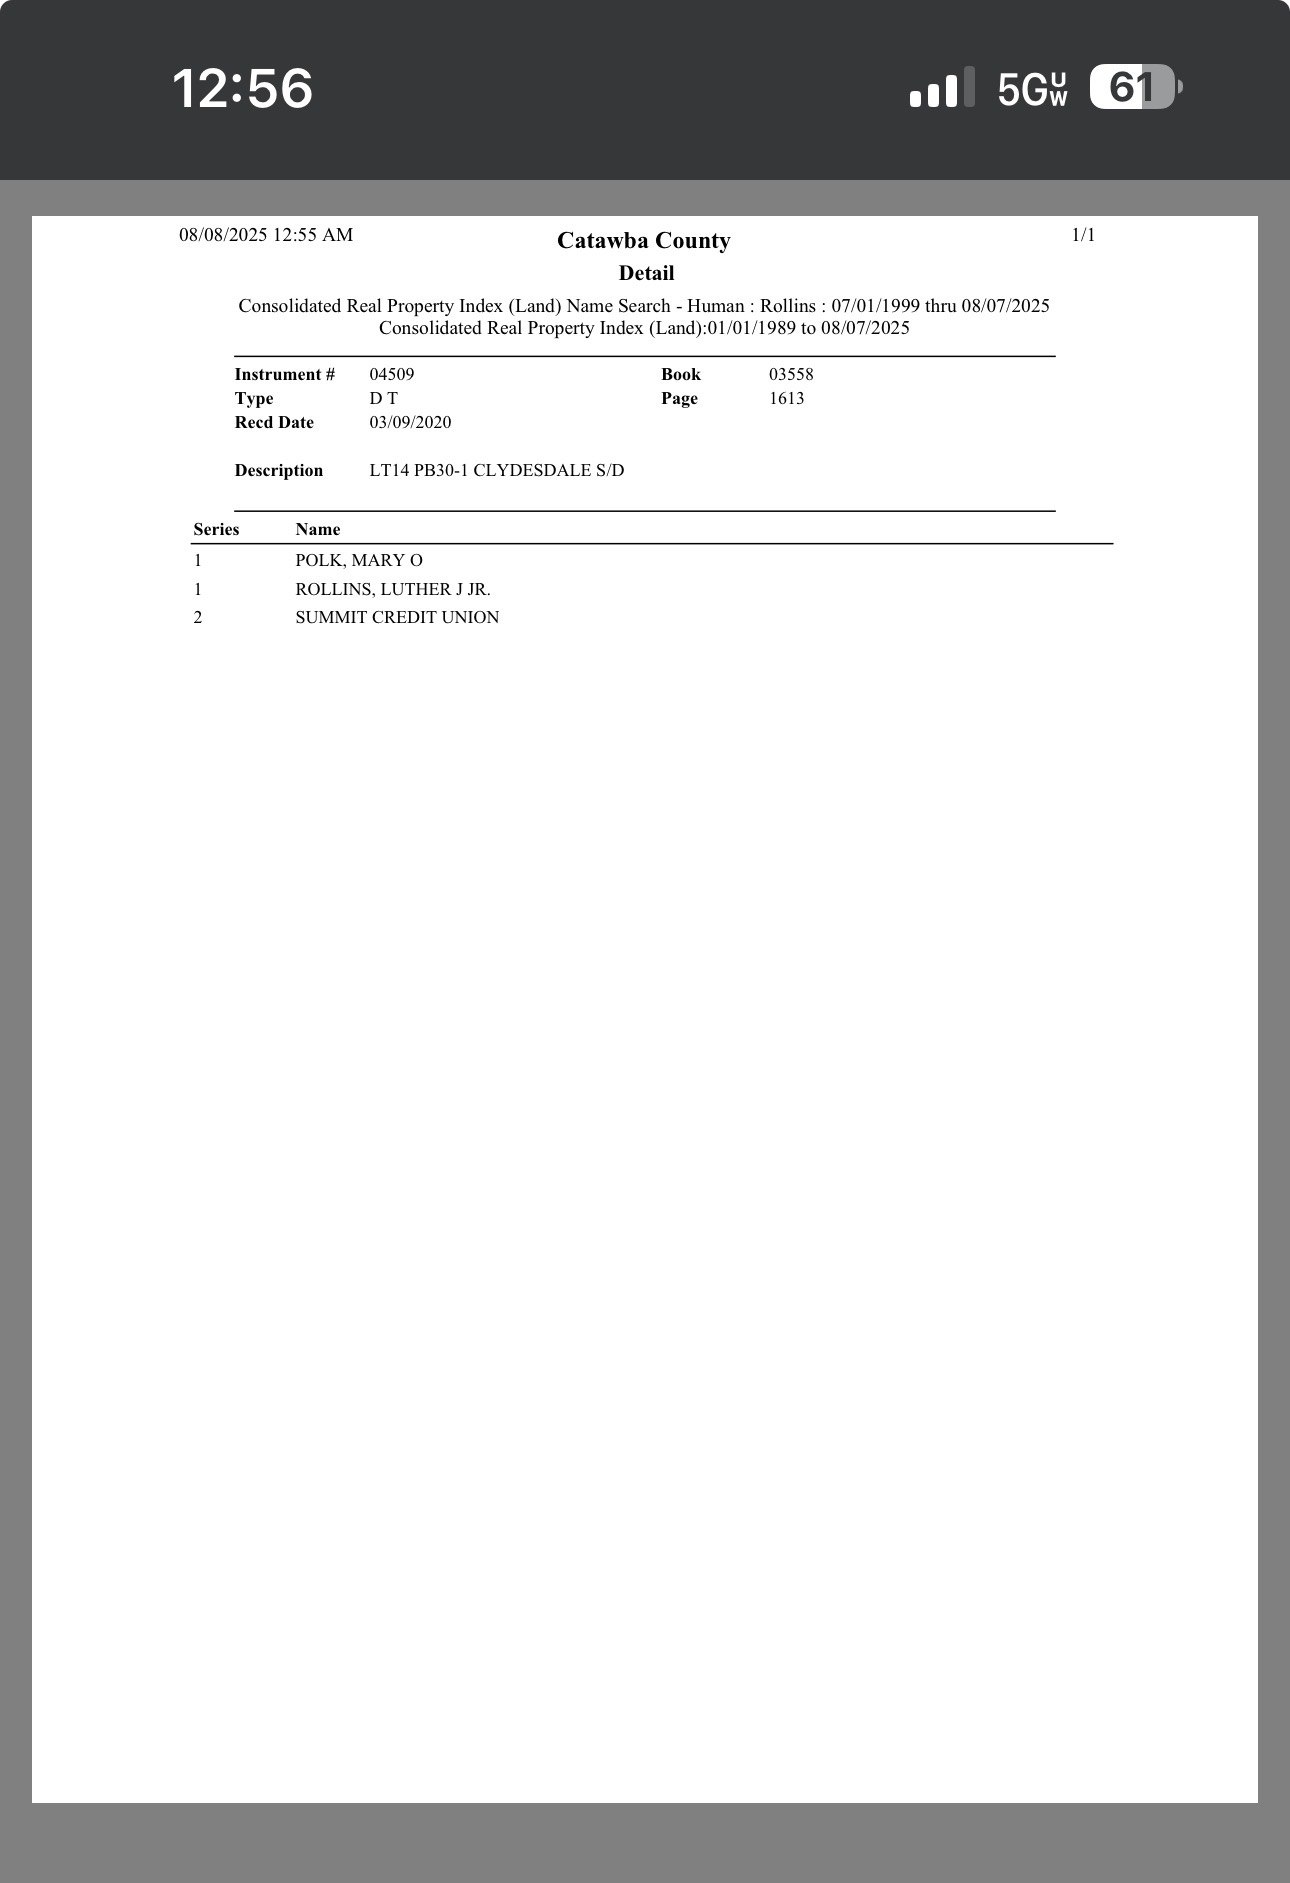 12:56 5GUW 61
08/08/2025 12:55 AM Catawba County 1/1
Detail
Consolidated Real Property Index (Land) Name Search - Human : Rollins : 07/01/1999 thru 08/07/2025
Consolidated Real Property Index (Land):01/01/1989 to 08/07/2025
Instrument # 04509 Book 03558
Type D T Page 1613
Recd Date 03/09/2020
Description LT14 PB30-1 CLYDESDALE S/D
Series Name
1 POLK, MARY O
1 ROLLINS, LUTHER J JR.
2 SUMMIT CREDIT UNION